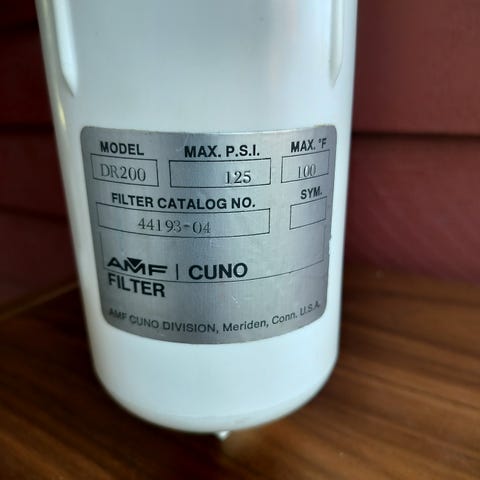 MODEL MAX. P.S.I. MAX. °F
DR200 125 100
FILTER CATALOG NO. SYM.
44193-04
AMF | CUNO
FILTER
AMF CUNO DIVISION, Meriden, Conn. U.S.A.